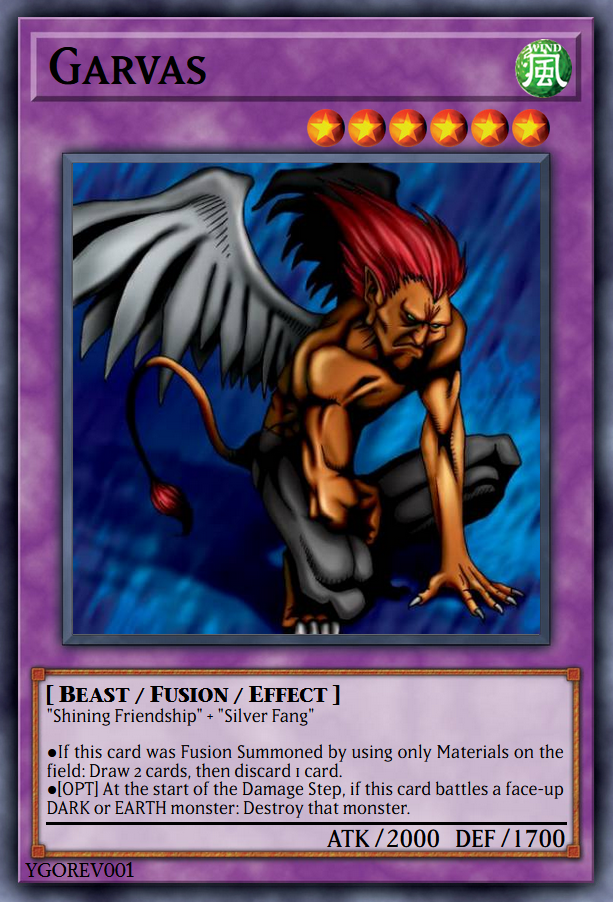 GARVAS
WIND
風
[ BEAST / FUSION / EFFECT ]
"Shining Friendship" + "Silver Fang"
●If this card was Fusion Summoned by using only Materials on the
field: Draw 2 cards, then discard 1 card.
●[OPT] At the start of the Damage Step, if this card battles a face-up
DARK or EARTH monster: Destroy that monster.
ATK / 2000 DEF / 1700
YGOREV001